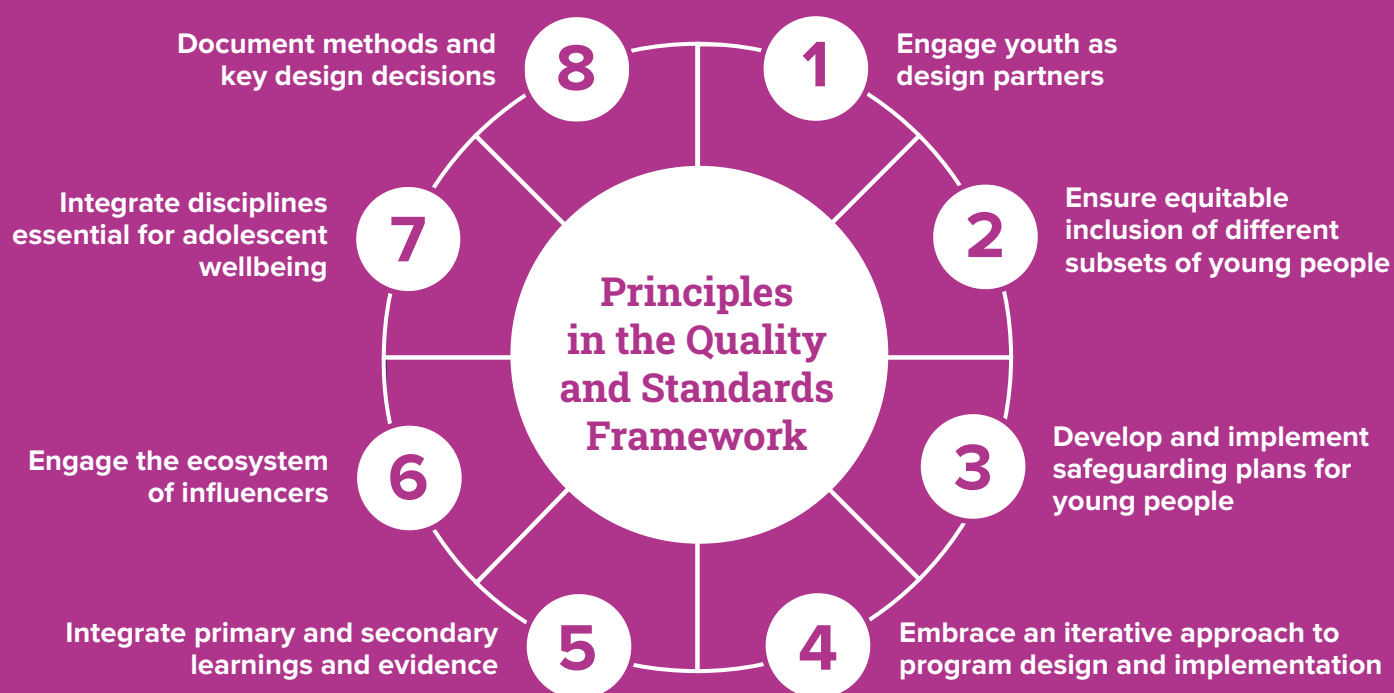 Principles
in the Quality
and Standards
Framework
1
Engage youth as
design partners
2
Ensure equitable
inclusion of different
subsets of young people
3
Develop and implement
safeguarding plans for
young people
4
Embrace an iterative approach to
program design and implementation
5
Integrate primary and secondary
learnings and evidence
6
Engage the ecosystem
of influencers
7
Integrate disciplines
essential for adolescent
wellbeing
8
Document methods and
key design decisions